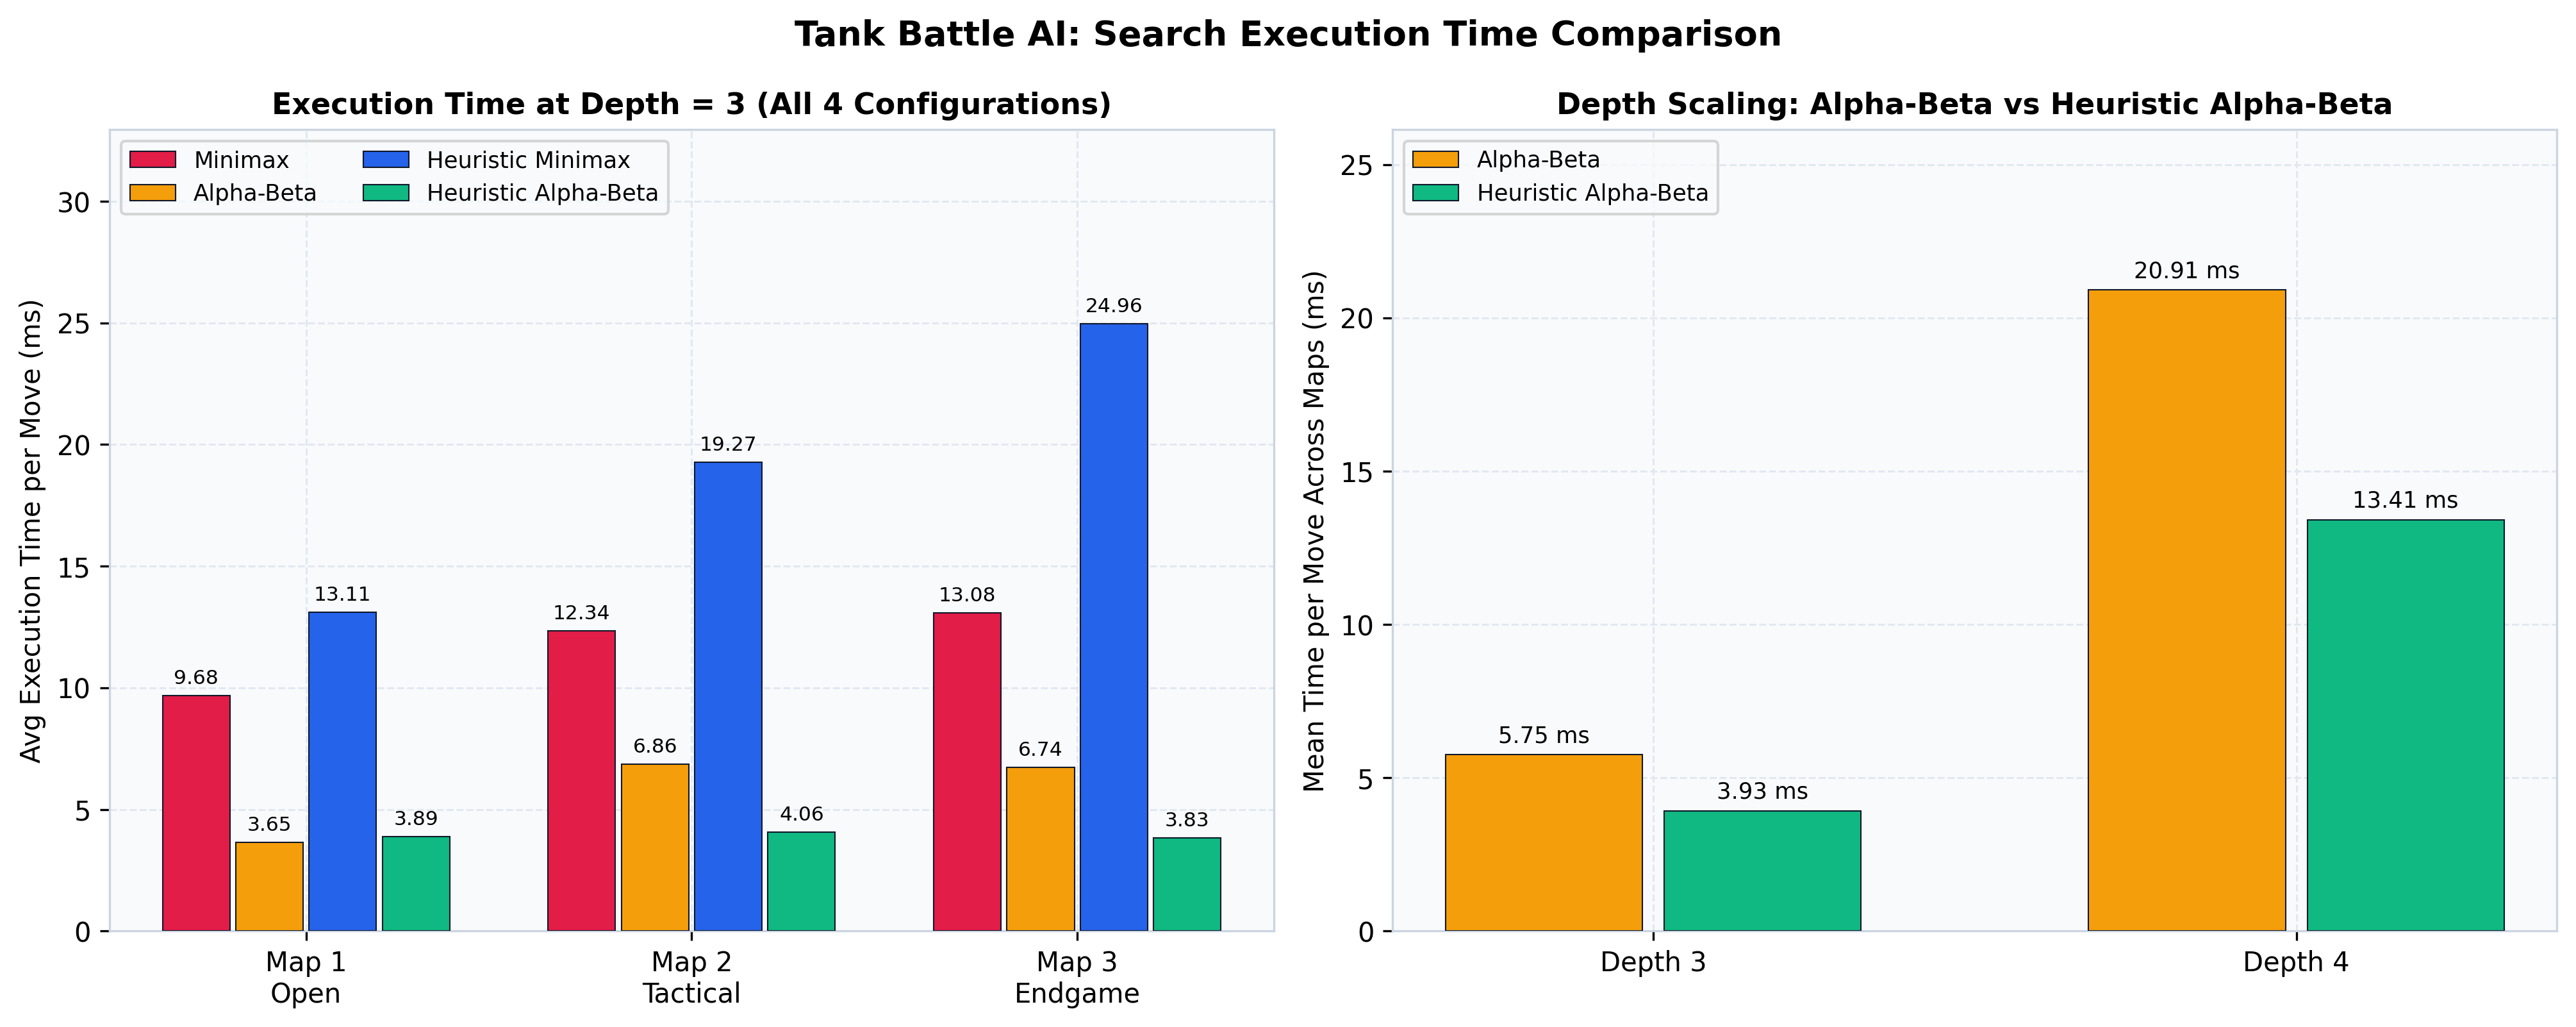 Tank Battle AI: Search Execution Time Comparison
Execution Time at Depth = 3 (All 4 Configurations)
Minimax
Alpha-Beta
Heuristic Minimax
Heuristic Alpha-Beta
Avg Execution Time per Move (ms)
30
25
20
15
10
5
0
9.68
3.65
13.11
3.89
12.34
6.86
19.27
4.06
13.08
6.74
24.96
3.83
Map 1
Open
Map 2
Tactical
Map 3
Endgame
Depth Scaling: Alpha-Beta vs Heuristic Alpha-Beta
Alpha-Beta
Heuristic Alpha-Beta
Mean Time per Move Across Maps (ms)
25
20
15
10
5
0
5.75 ms
3.93 ms
20.91 ms
13.41 ms
Depth 3
Depth 4